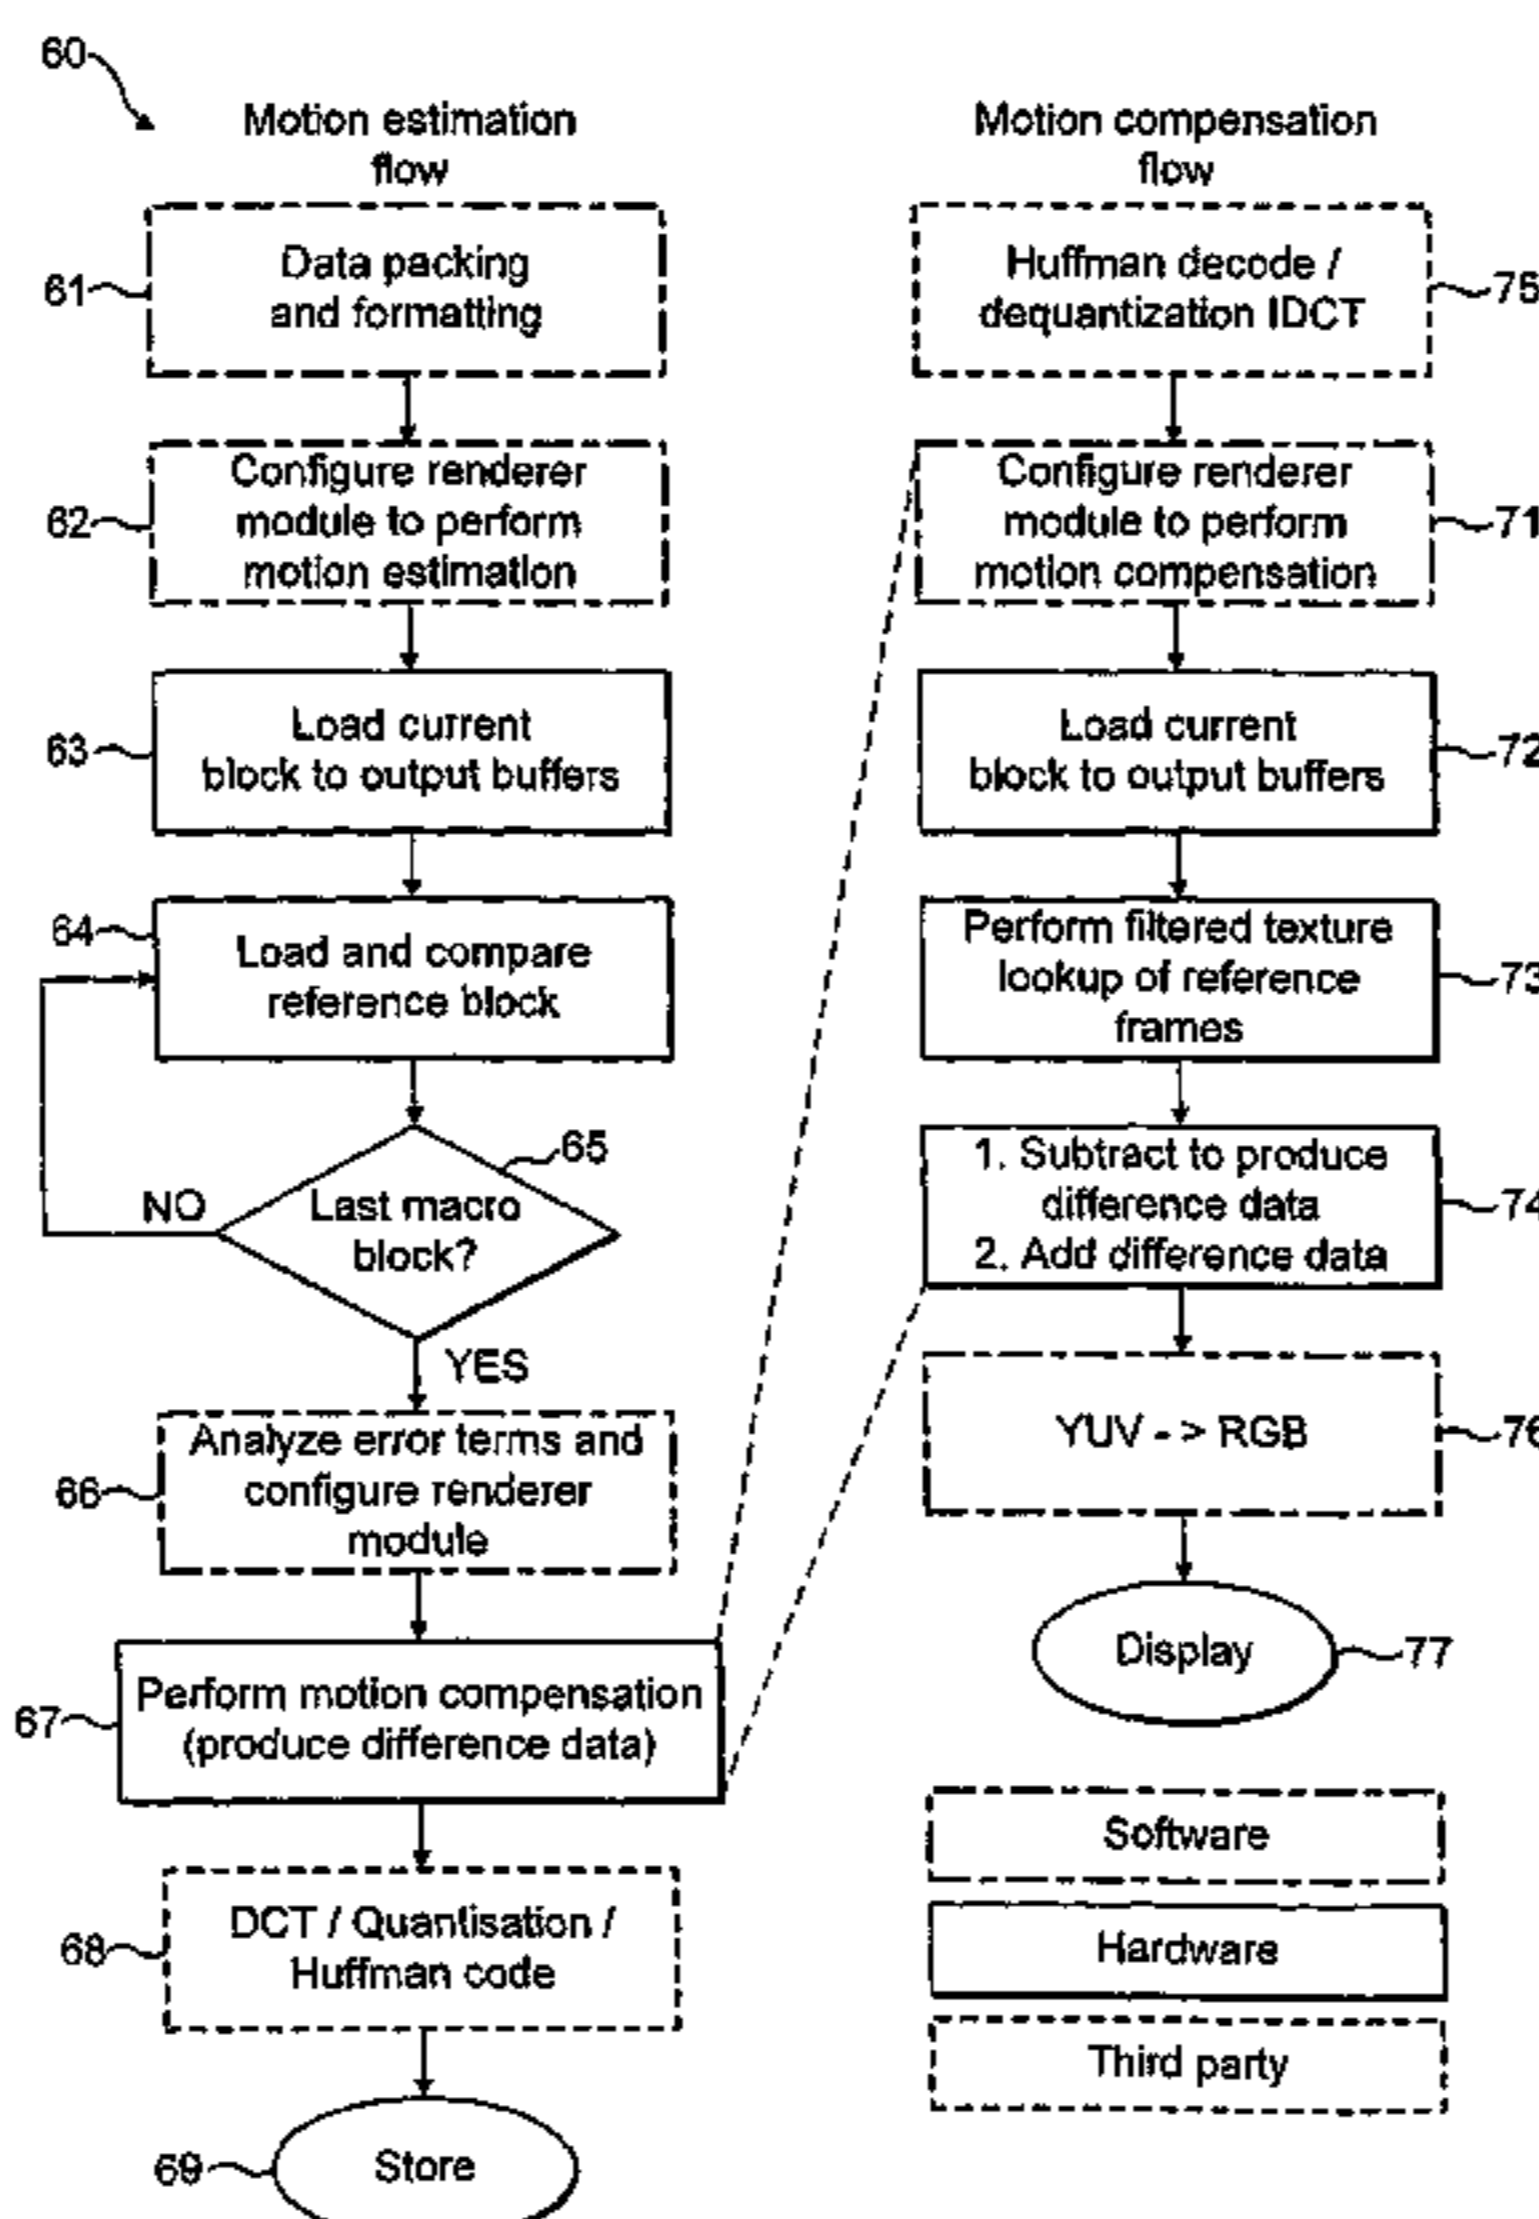 60
Motion estimation
flow
61
Data packing
and formatting
62
Configure renderer
module to perform
motion estimation
63
Load current
block to output buffers
64
Load and compare
reference block
65
Last macro
block?
NO
YES
66
Analyze error terms and
configure renderer
module
67
Perform motion compensation
(produce difference data)
68
DCT / Quantisation /
Huffman code
69
Store
Motion compensation
flow
Huffman decode /
dequantization IDCT
75
Configure renderer
module to perform
motion compensation
71
Load current
block to output buffers
72
Perform filtered texture
lookup of reference
frames
73
1. Subtract to produce
difference data
2. Add difference data
74
YUV - > RGB
76
Display
77
Software
Hardware
Third party